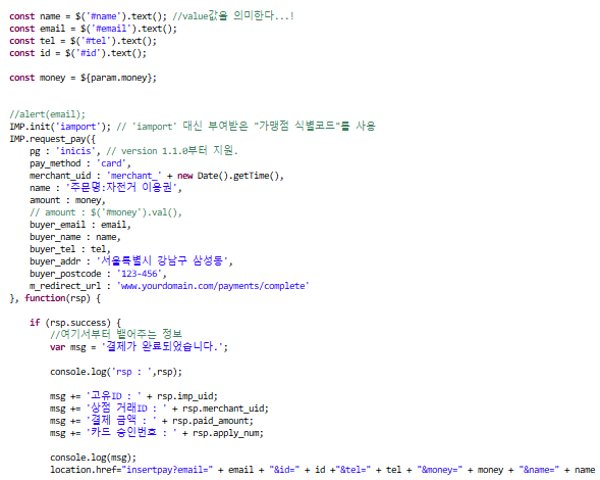 const name = $('#name').text(); //value값을 의미한다...!
const email = $('#email').text();
const tel = $('#tel').text();
const id = $('#id').text();
const money = ${param.money};
//alert(email);
IMP.init('iamport'); // 'iamport' 대신 부여받은 "가맹점 식별코드"를 사용
IMP.request_pay({
pg : 'inicis', // version 1.1.0부터 지원.
pay_method : 'card',
merchant_uid : 'merchant_' + new Date().getTime(),
name : '주문명:자전거 이용권',
amount : money,
// amount : $('#money').val(),
buyer_email : email,
buyer_name : name,
buyer_tel : tel,
buyer_addr : '서울특별시 강남구 삼성동',
buyer_postcode : '123-456',
m_redirect_url : 'www.yourdomain.com/payments/complete'
}, function(rsp) {
if (rsp.success) {
//여기서부터 뱉어주는 정보
var msg = '결제가 완료되었습니다.';
console.log('rsp : ',rsp);
msg += '고유ID : ' + rsp.imp_uid;
msg += '상점 거래ID : ' + rsp.merchant_uid;
msg += '결제 금액 : ' + rsp.paid_amount;
msg += '카드 승인번호 : ' + rsp.apply_num;
console.log(msg);
location.href="insertpay?email=" + email + "&id=" + id +"&tel=" + tel + "&money=" + money + "&name=" + name